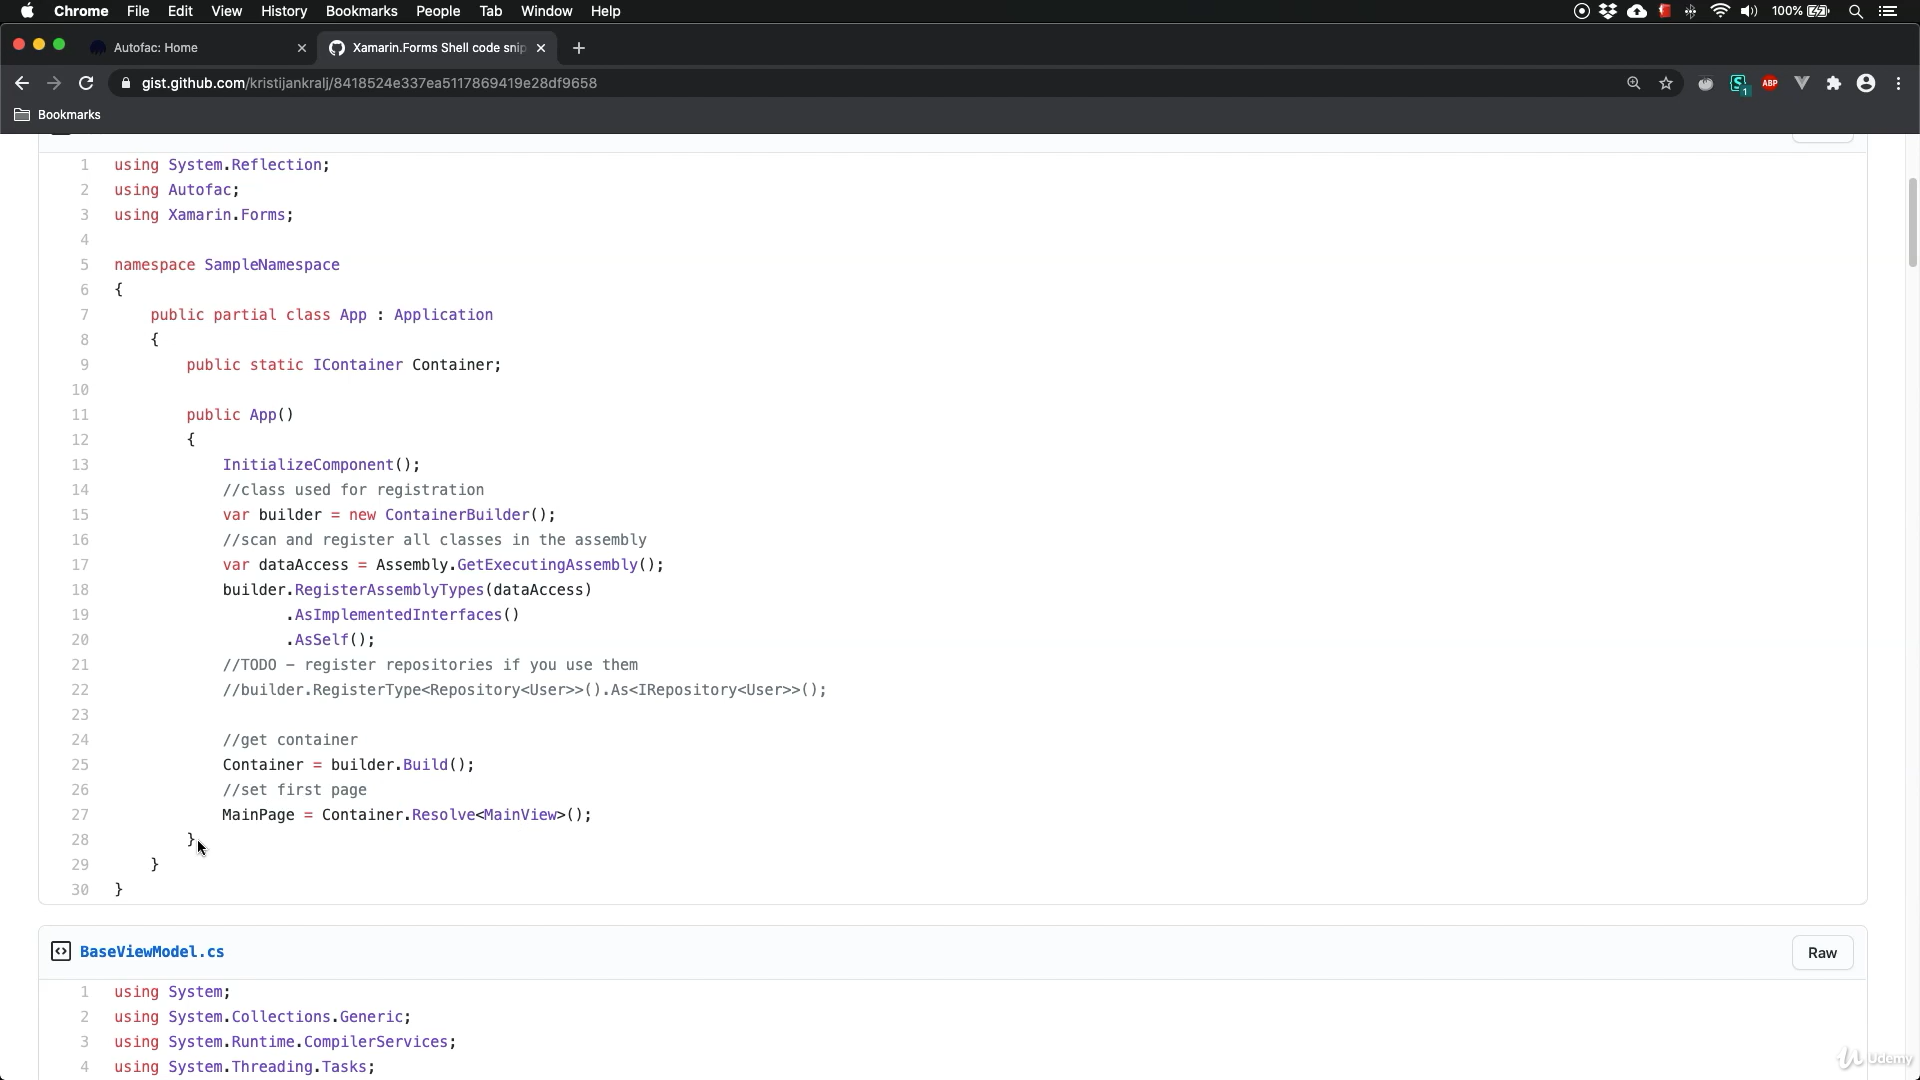 Chrome File Edit View History Bookmarks People Tab Window Help 100%
Autofac: Home Xamarin.Forms Shell code snip
gist.github.com/kristijankralj/8418524e337ea5117869419e28df9658 1 ABP
Bookmarks
1 using System.Reflection;
2 using Autofac;
3 using Xamarin.Forms;
4
5 namespace SampleNamespace
6 {
7 public partial class App : Application
8 {
9 public static IContainer Container;
10
11 public App()
12 {
13 InitializeComponent();
14 //class used for registration
15 var builder = new ContainerBuilder();
16 //scan and register all classes in the assembly
17 var dataAccess = Assembly.GetExecutingAssembly();
18 builder.RegisterAssemblyTypes(dataAccess)
19 .AsImplementedInterfaces()
20 .AsSelf();
21 //TODO – register repositories if you use them
22 //builder.RegisterType<Repository<User>>().As<IRepository<User>>();
23
24 //get container
25 Container = builder.Build();
26 //set first page
27 MainPage = Container.Resolve<MainView>();
28 }
29 }
30 }
BaseViewModel.cs Raw
1 using System;
2 using System.Collections.Generic;
3 using System.Runtime.CompilerServices;
4 using System.Threading.Tasks;
Udemy